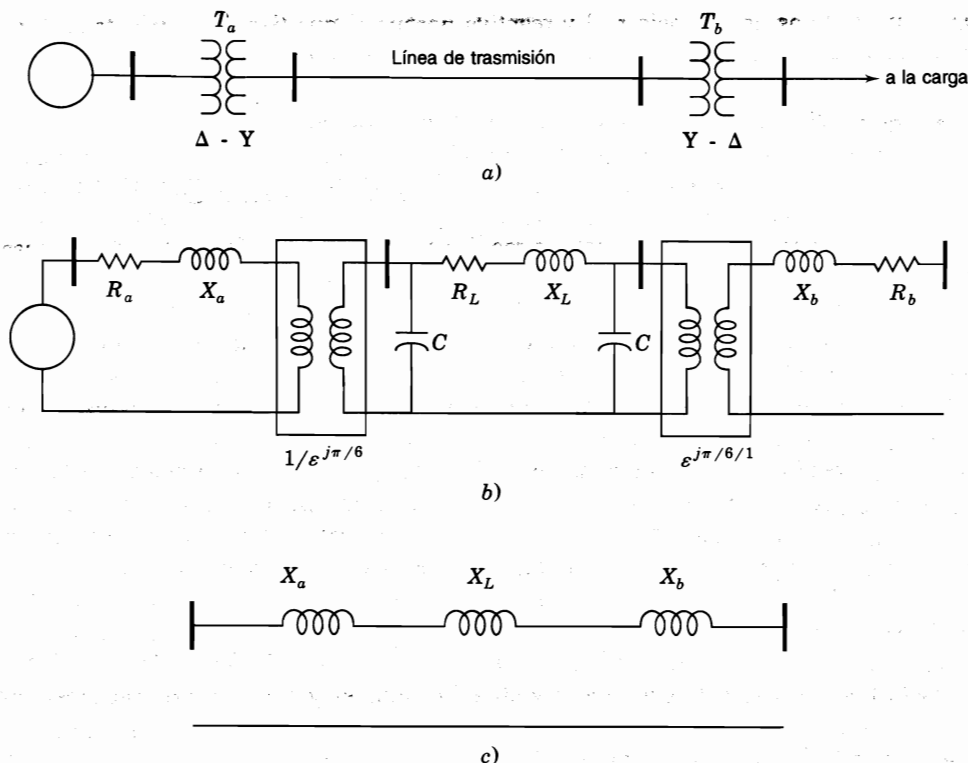 T_a
T_b
Línea de trasmisión
a la carga
Δ - Y
Y - Δ
a)
R_a
X_a
R_L
X_L
X_b
R_b
C
C
1/ε^{jπ/6}
ε^{jπ/6/1}
b)
X_a
X_L
X_b
c)